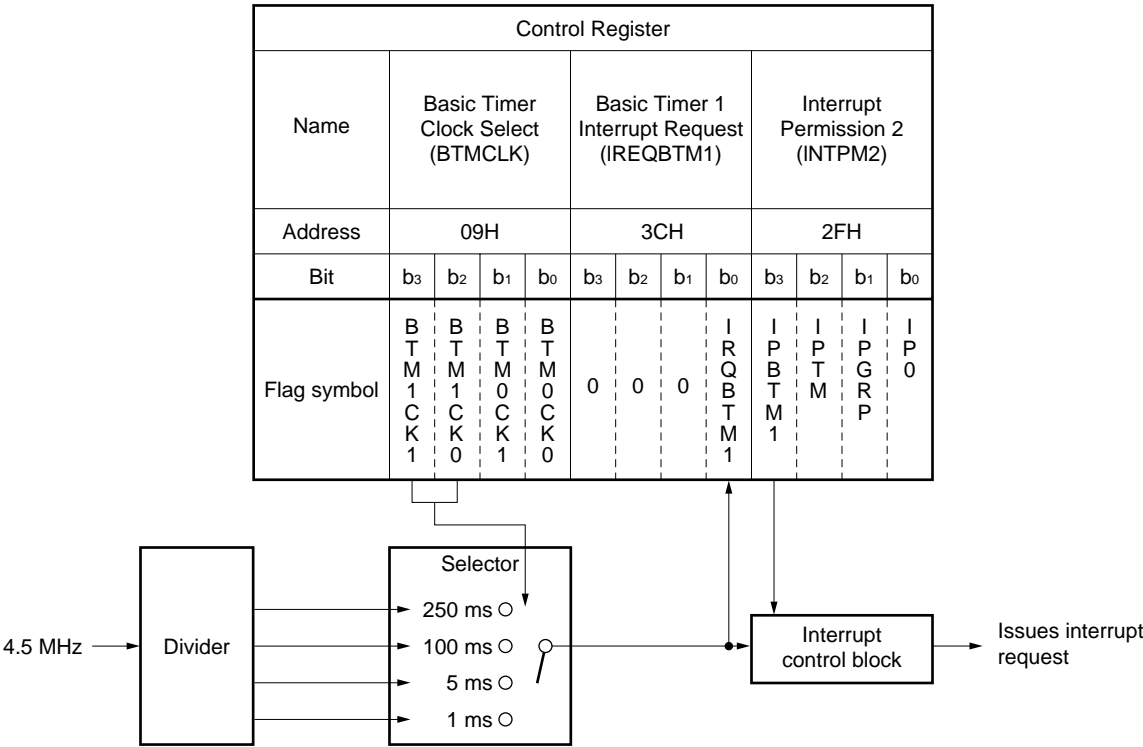 Control Register
Name
Basic Timer
Clock Select
(BTMCLK)
Basic Timer 1
Interrupt Request
(IREQBTM1)
Interrupt
Permission 2
(INTPM2)
Address
09H
3CH
2FH
Bit
b3
b2
b1
b0
b3
b2
b1
b0
b3
b2
b1
b0
Flag symbol
BTM1CK1
BTM1CK0
BTM0CK1
BTM0CK0
0
0
0
IRQBTM1
IPBTM1
IPTM
IPGRP
IP0
4.5 MHz
Divider
Selector
250 ms
100 ms
5 ms
1 ms
Interrupt
control block
Issues interrupt
request